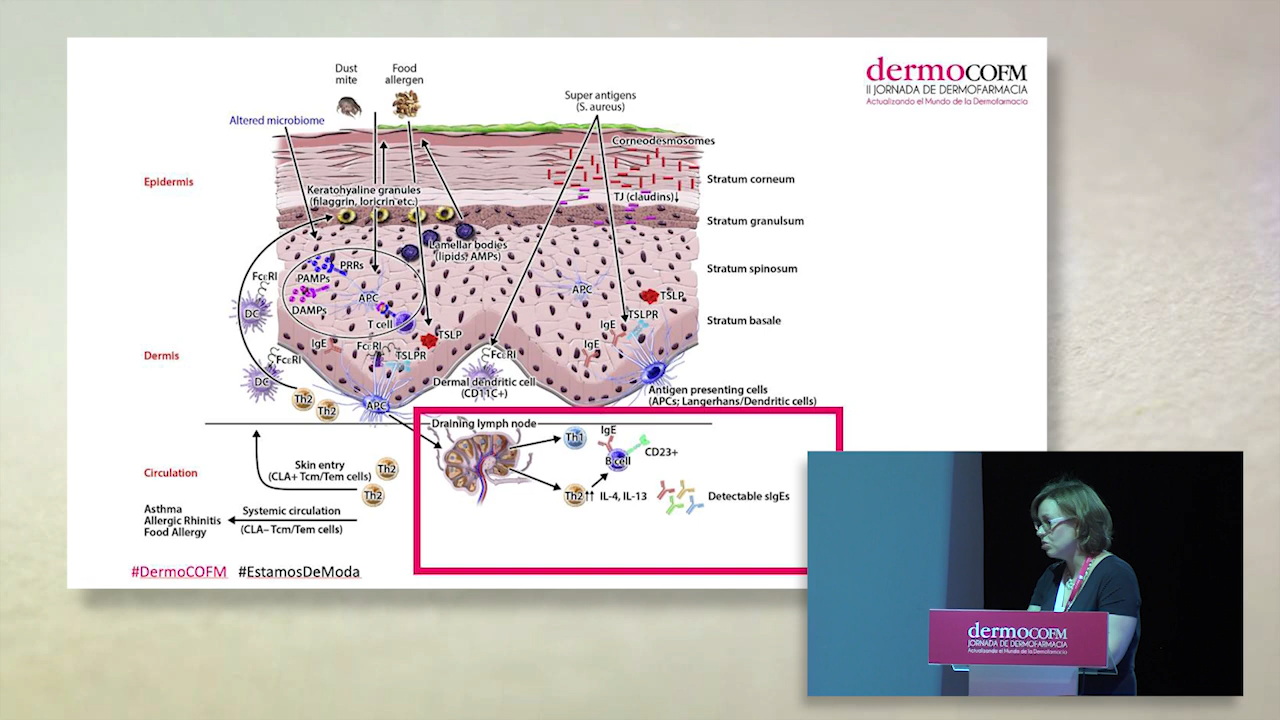 dermoCOFM
II JORNADA DE DERMOFARMACIA
Actualizando el Mundo de la Dermofarmacia
Dust
mite
Food
allergen
Super antigens
(S. aureus)
Altered microbiome
Corneodesmosomes
Epidermis
Stratum corneum
Keratohyaline granules
(filaggrin, loricrin etc.)
TJ (claudins)↓
Stratum granulsum
Lamellar bodies
(lipids, AMPs)
PRRs
Stratum spinosum
FcεRI
PAMPs
APC
APC
TSLP
DC
DAMPs
T cell
TSLPR
Stratum basale
IgE
TSLP
IgE
FcεRI
TSLPR
IgE
Dermis
FcεRI
FcεRI
DC
Dermal dendritic cell
(CD11C+)
Antigen presenting cells
(APCs; Langerhans/Dendritic cells)
Th2
Th2
APC
Draining lymph node
IgE
Th1
CD23+
B cell
Circulation
Skin entry
(CLA+ Tcm/Tem cells)
Th2
Th2
Th2↑↑ IL-4, IL-13
Detectable sIgEs
Asthma
Allergic Rhinitis
Food Allergy
Systemic circulation
(CLA– Tcm/Tem cells)
#DermoCOFM #EstamosDeModa
dermoCOFM
JORNADA DE DERMOFARMACIA
Actualizando el Mundo de la Dermofarmacia